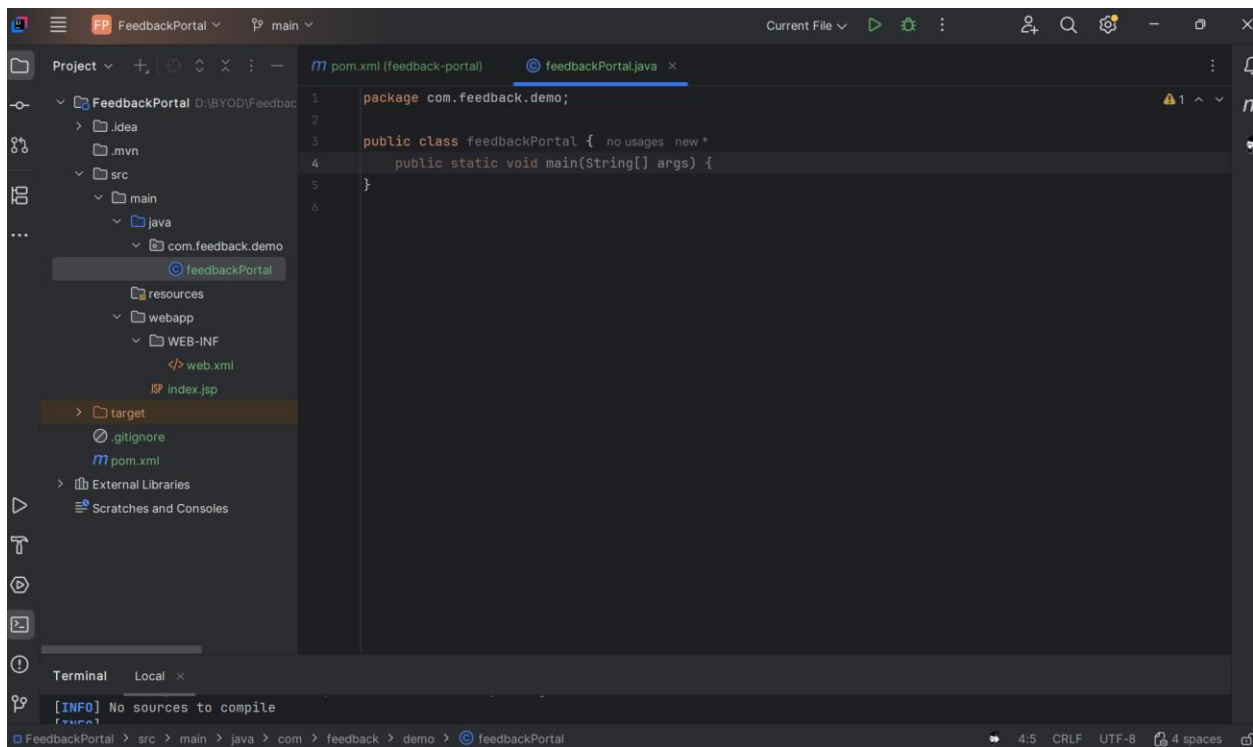 FP FeedbackPortal main Current File
Project
pom.xml (feedback-portal) feedbackPortal.java
FeedbackPortal D:\BYOD\Feedbac
.idea
.mvn
src
main
java
com.feedback.demo
feedbackPortal
resources
webapp
WEB-INF
</> web.xml
JSP index.jsp
target
.gitignore
m pom.xml
External Libraries
Scratches and Consoles
1 package com.feedback.demo;
2
3 public class feedbackPortal { no usages new *
4 public static void main(String[] args) {
5 }
6
1
Terminal Local
[INFO] No sources to compile
[INFO]
FeedbackPortal > src > main > java > com > feedback > demo > feedbackPortal 4:5 CRLF UTF-8 4 spaces